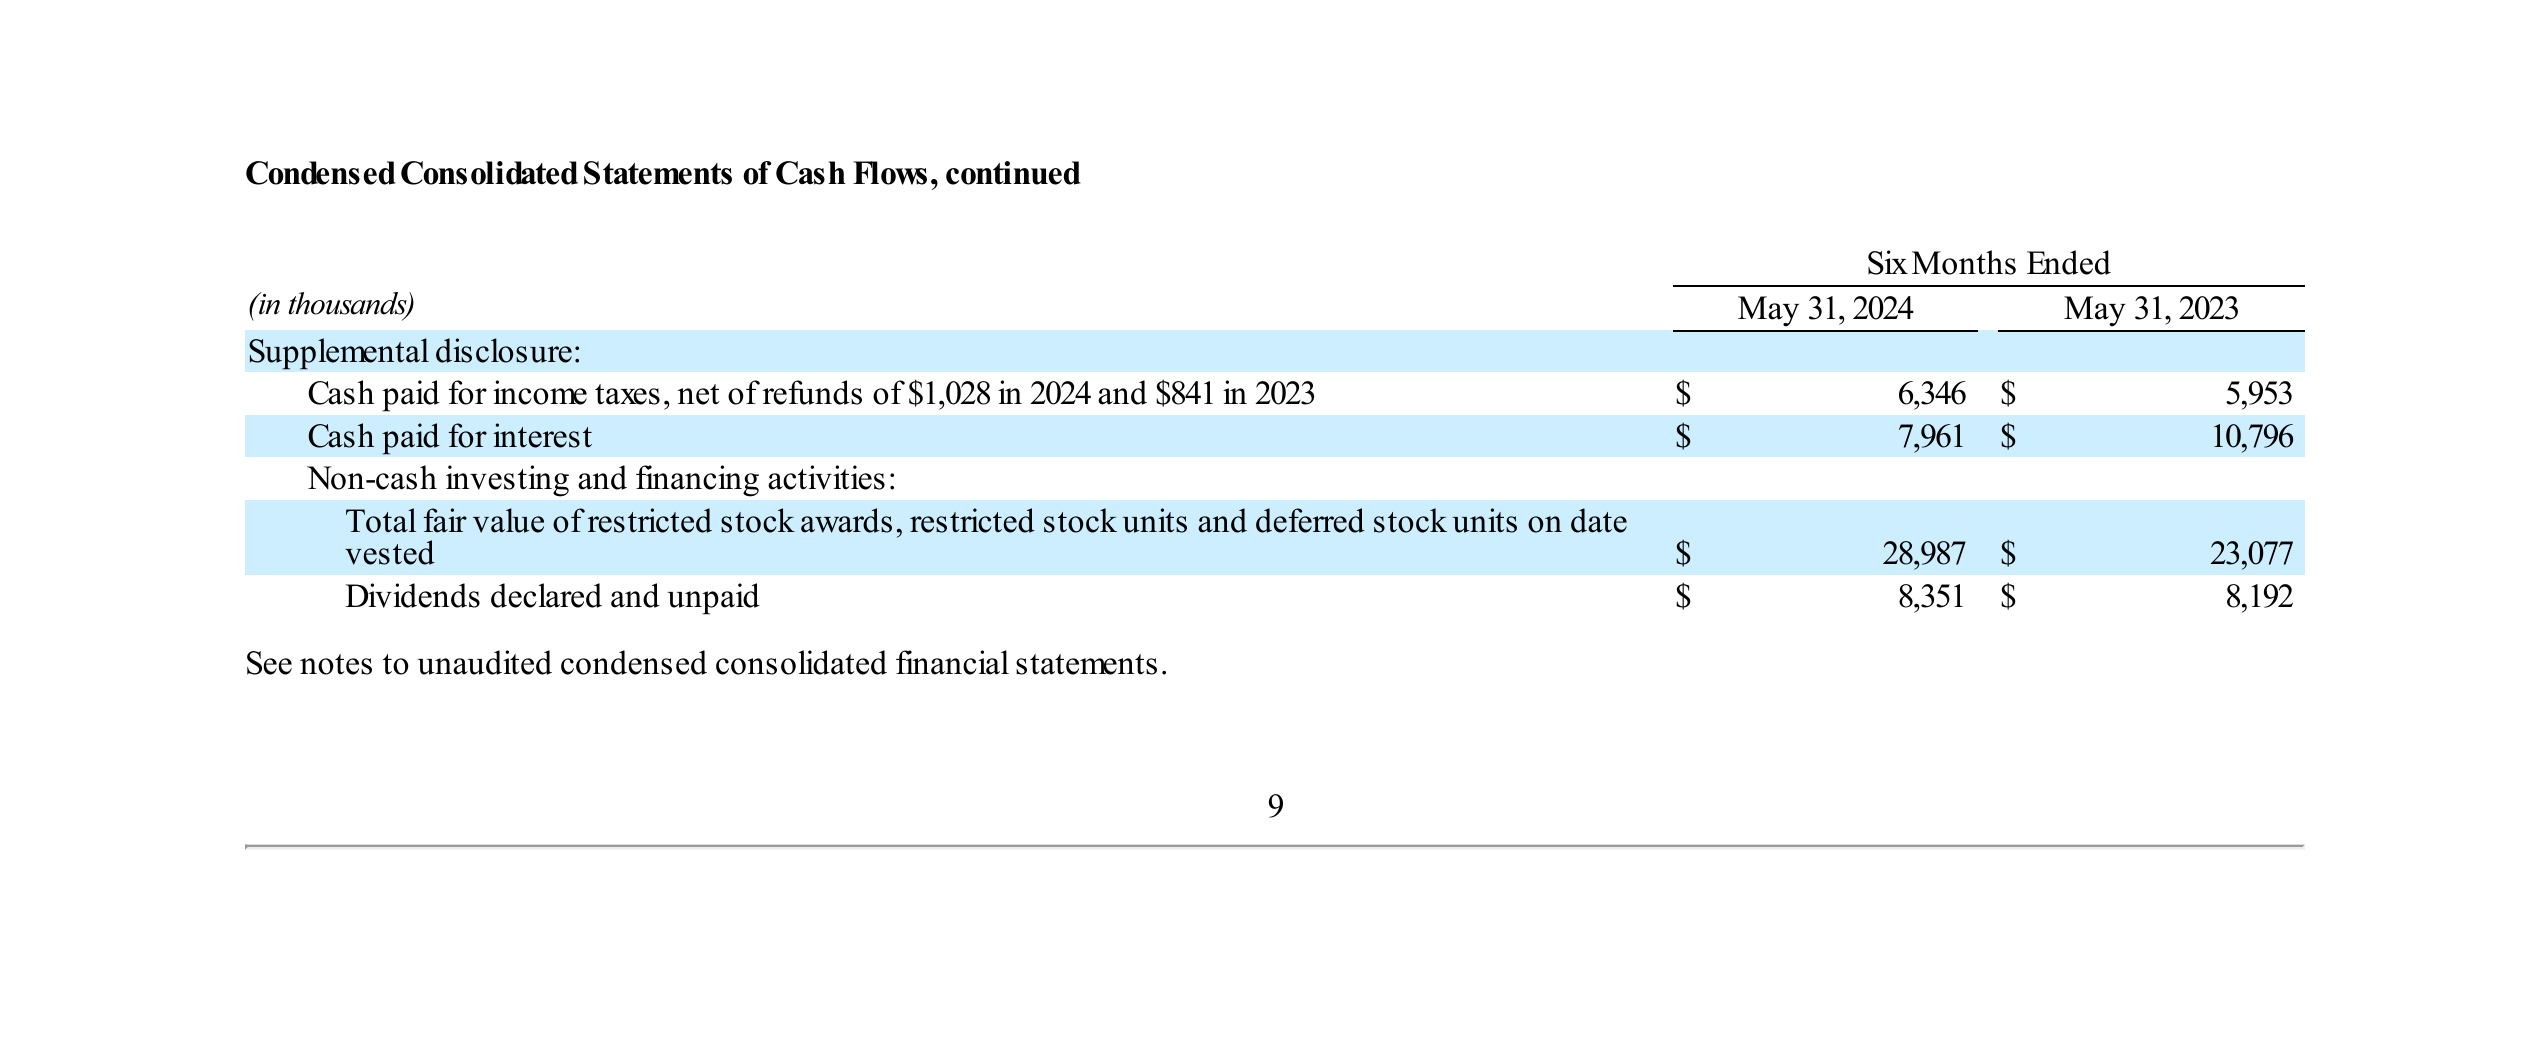 Condensed Consolidated Statements of Cash Flows, continued
Six Months Ended
(in thousands) May 31, 2024 May 31, 2023
Supplemental disclosure:
Cash paid for income taxes, net of refunds of $1,028 in 2024 and $841 in 2023 $ 6,346 $ 5,953
Cash paid for interest $ 7,961 $ 10,796
Non-cash investing and financing activities:
Total fair value of restricted stock awards, restricted stock units and deferred stock units on date
vested $ 28,987 $ 23,077
Dividends declared and unpaid $ 8,351 $ 8,192
See notes to unaudited condensed consolidated financial statements.
9